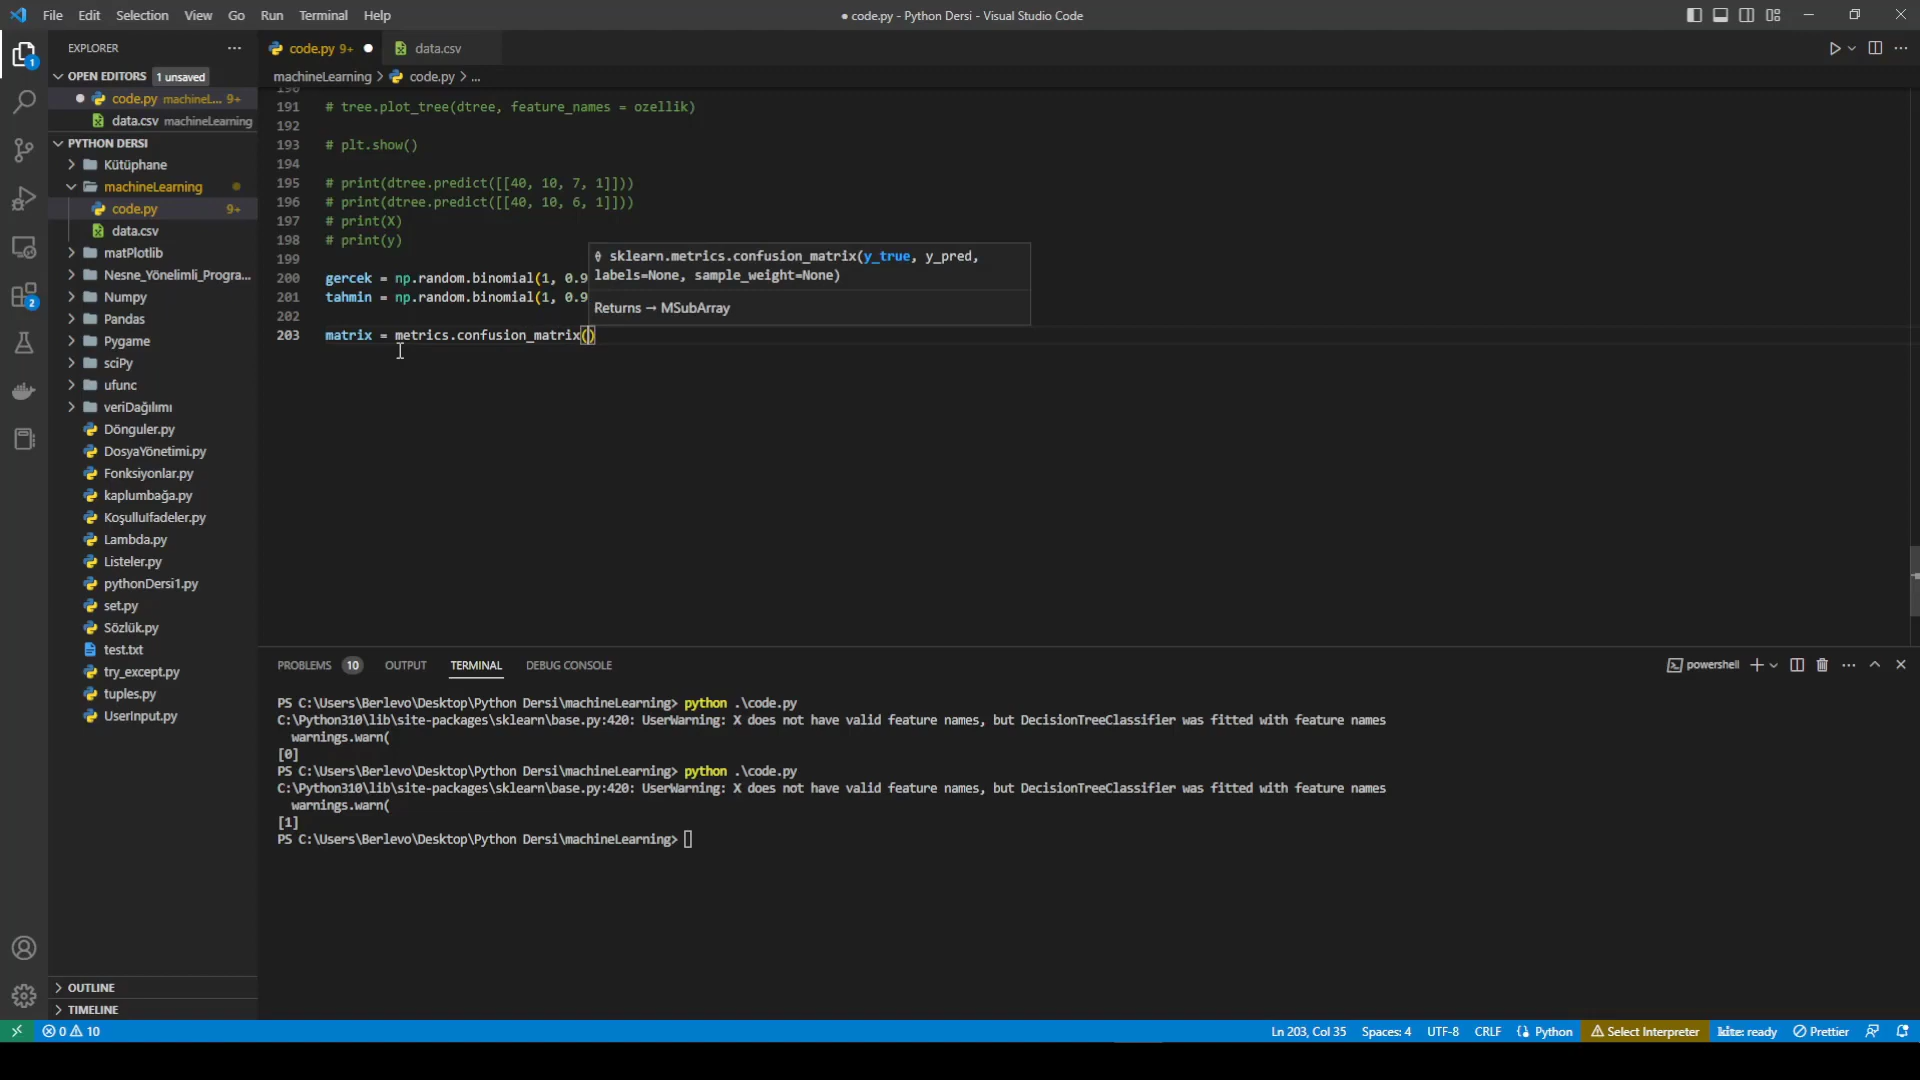 File Edit Selection View Go Run Terminal Help
● code.py - Python Dersi - Visual Studio Code
EXPLORER
OPEN EDITORS 1 unsaved
code.py machineL... 9+
data.csv machineLearning
PYTHON DERSI
Kütüphane
machineLearning
code.py 9+
data.csv
matPlotlib
Nesne_Yönelimli_Progra...
Numpy
Pandas
Pygame
sciPy
ufunc
veriDağılımı
Dönguler.py
DosyaYönetimi.py
Fonksiyonlar.py
kaplumbağa.py
KoşulluIfadeler.py
Lambda.py
Listeler.py
pythonDersi1.py
set.py
Sözlük.py
test.txt
try_except.py
tuples.py
UserInput.py
OUTLINE
TIMELINE
code.py 9+ data.csv
machineLearning > code.py > ...
190
191 # tree.plot_tree(dtree, feature_names = ozellik)
192
193 # plt.show()
194
195 # print(dtree.predict([[40, 10, 7, 1]]))
196 # print(dtree.predict([[40, 10, 6, 1]]))
197 # print(X)
198 # print(y)
199
200 gercek = np.random.binomial(1, 0.9
201 tahmin = np.random.binomial(1, 0.9
202
203 matrix = metrics.confusion_matrix()
sklearn.metrics.confusion_matrix(y_true, y_pred,
labels=None, sample_weight=None)
Returns → MSubArray
PROBLEMS 10 OUTPUT TERMINAL DEBUG CONSOLE
powershell
PS C:\Users\Berlevo\Desktop\Python Dersi\machineLearning> python .\code.py
C:\Python310\lib\site-packages\sklearn\base.py:420: UserWarning: X does not have valid feature names, but DecisionTreeClassifier was fitted with feature names
warnings.warn(
[0]
PS C:\Users\Berlevo\Desktop\Python Dersi\machineLearning> python .\code.py
C:\Python310\lib\site-packages\sklearn\base.py:420: UserWarning: X does not have valid feature names, but DecisionTreeClassifier was fitted with feature names
warnings.warn(
[1]
PS C:\Users\Berlevo\Desktop\Python Dersi\machineLearning>
1
2
0 10
Ln 203, Col 35 Spaces: 4 UTF-8 CRLF Python Select Interpreter kite: ready Prettier